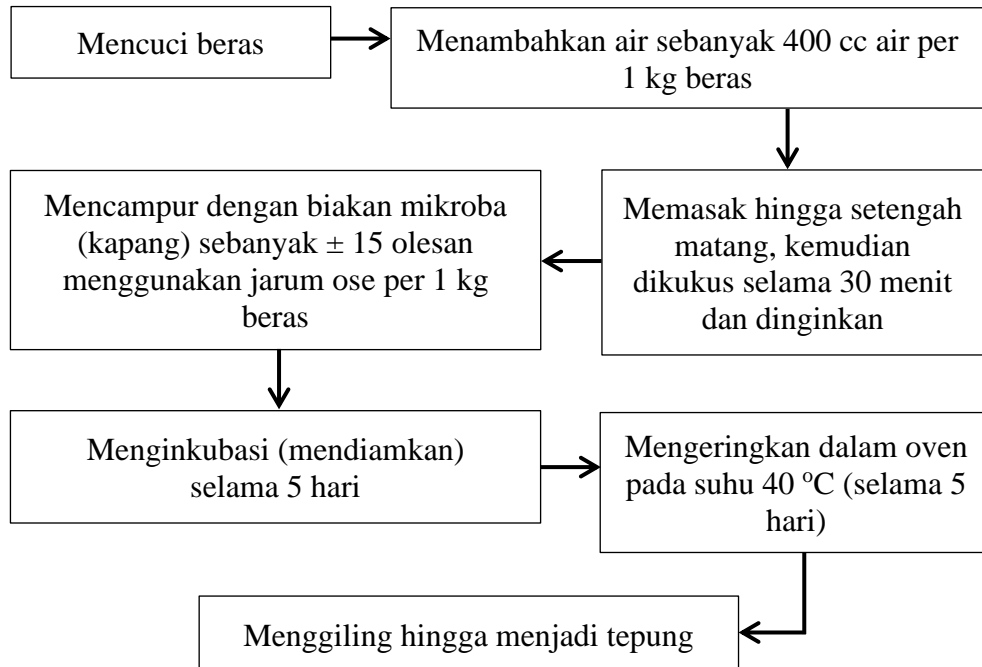 Mencuci beras
Menambahkan air sebanyak 400 cc air per
1 kg beras
Memasak hingga setengah
matang, kemudian
dikukus selama 30 menit
dan dinginkan
Mencampur dengan biakan mikroba
(kapang) sebanyak ± 15 olesan
menggunakan jarum ose per 1 kg
beras
Menginkubasi (mendiamkan)
selama 5 hari
Mengeringkan dalam oven
pada suhu 40 ºC (selama 5
hari)
Menggiling hingga menjadi tepung